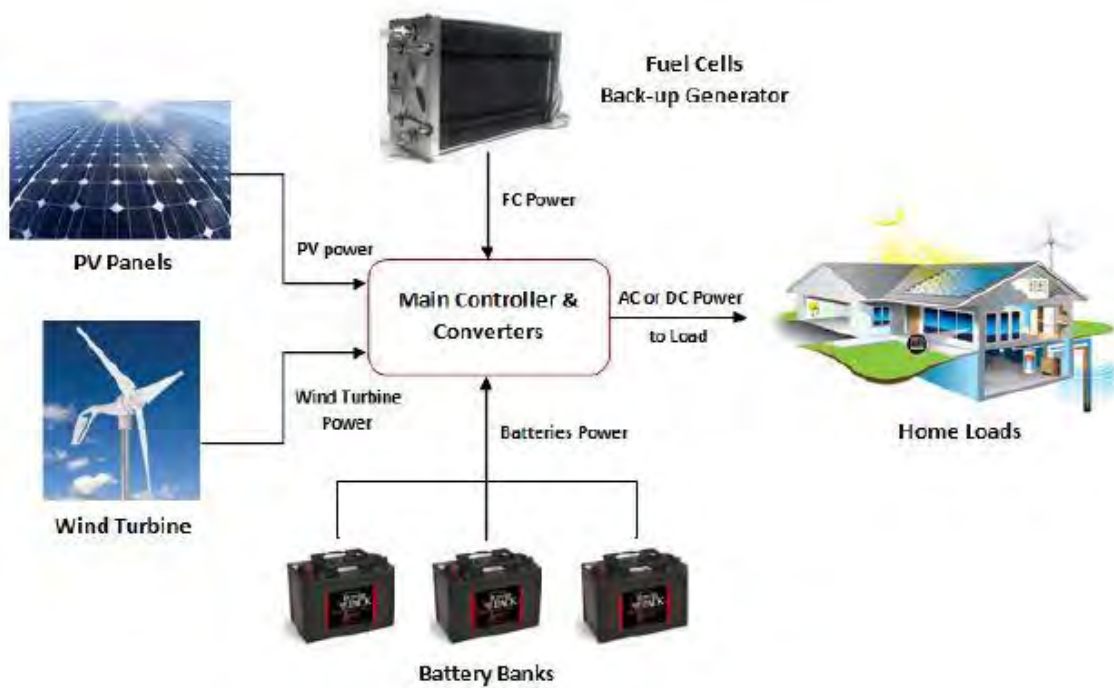 Fuel Cells
Back-up Generator
FC Power
PV power
PV Panels
Main Controller &
Converters
AC or DC Power
to Load
Wind Turbine
Power
Batteries Power
Home Loads
Wind Turbine
Battery Banks